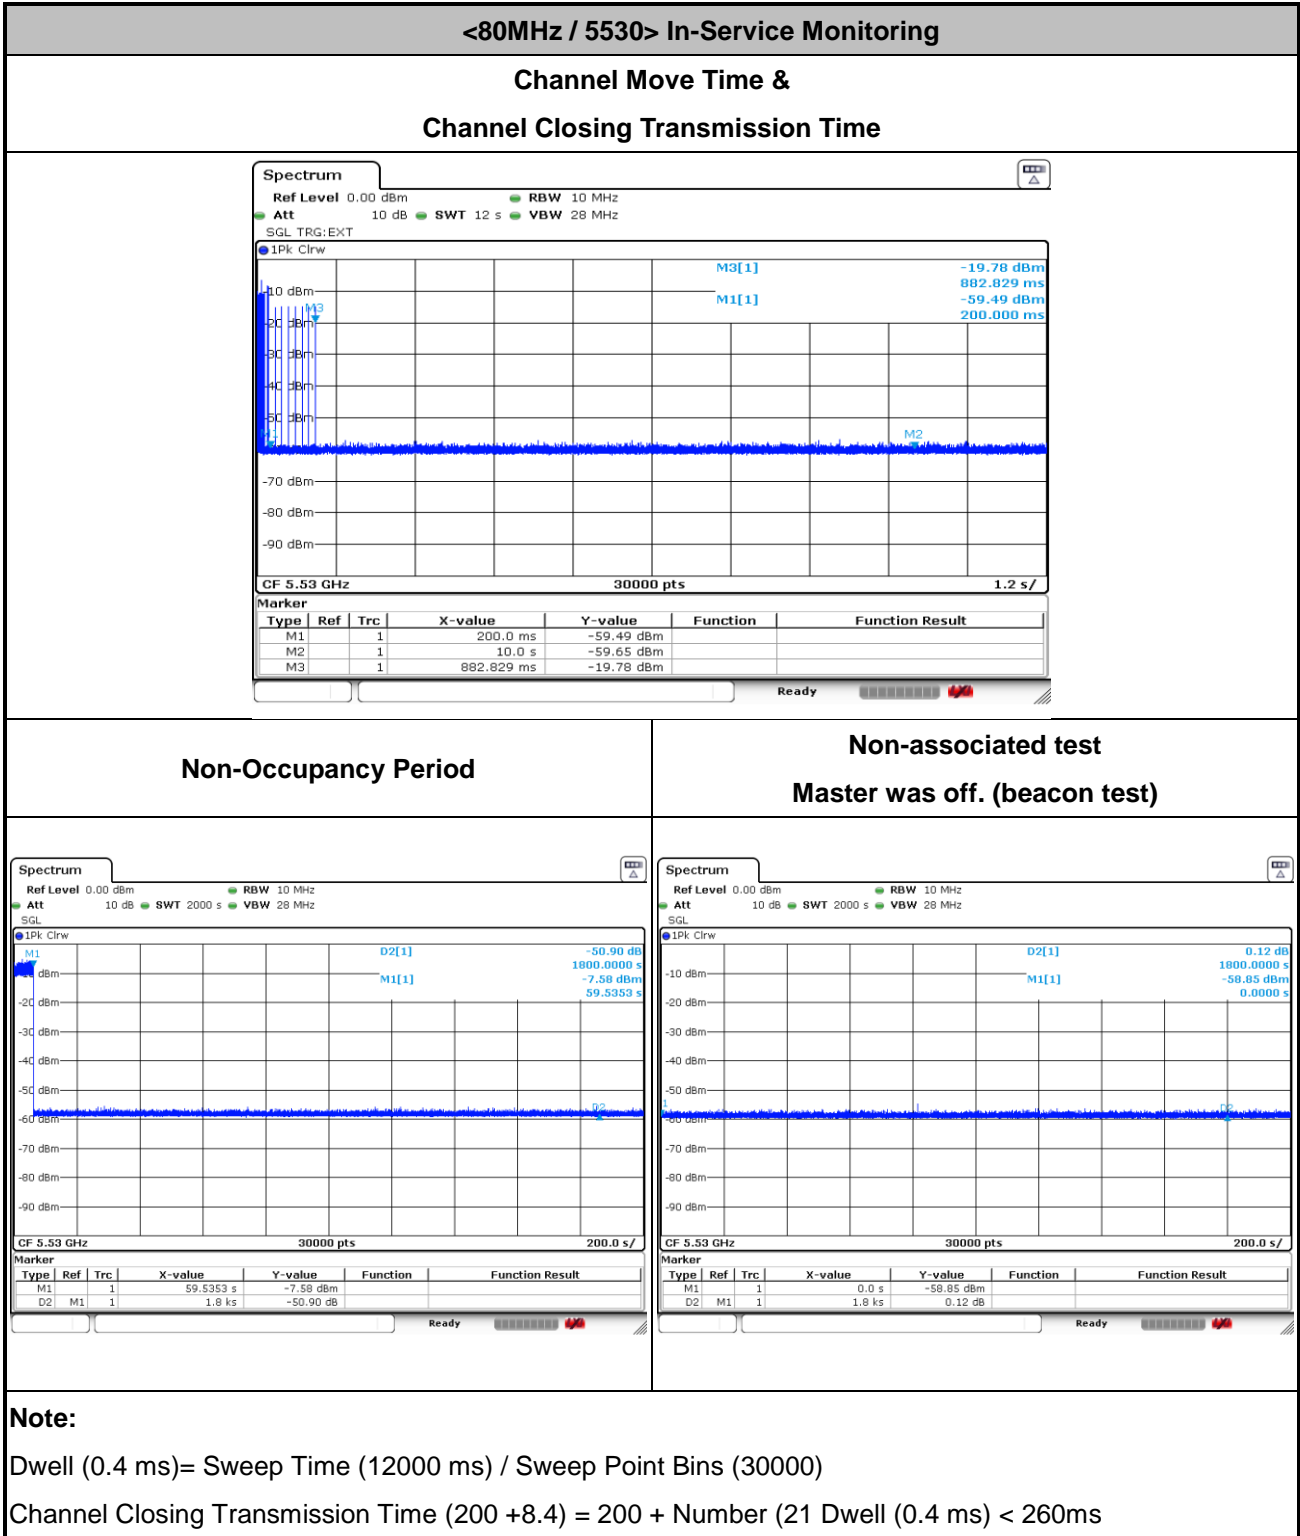 <80MHz / 5530> In-Service Monitoring
Channel Move Time &
Channel Closing Transmission Time
Spectrum
Ref Level 0.00 dBm RBW 10 MHz
Att 10 dB SWT 12 s VBW 28 MHz
SGL TRG:EXT
1Pk Clrw
M3[1] -19.78 dBm
882.829 ms
M1[1] -59.49 dBm
200.000 ms
-10 dBm
M3
-20 dBm
-30 dBm
-40 dBm
-50 dBm
M2
-70 dBm
-80 dBm
-90 dBm
CF 5.53 GHz 30000 pts 1.2 s/
Marker
Type Ref Trc X-value Y-value Function Function Result
M1 1 200.0 ms -59.49 dBm
M2 1 10.0 s -59.65 dBm
M3 1 882.829 ms -19.78 dBm
Ready
Non-Occupancy Period
Non-associated test
Master was off. (beacon test)
Spectrum
Ref Level 0.00 dBm RBW 10 MHz
Att 10 dB SWT 2000 s VBW 28 MHz
SGL
1Pk Clrw
M1
D2[1] -50.90 dB
1800.0000 s
M1[1] -7.58 dBm
59.5353 s
dBm
-20 dBm
-30 dBm
-40 dBm
-50 dBm
D2
-60 dBm
-70 dBm
-80 dBm
-90 dBm
CF 5.53 GHz 30000 pts 200.0 s/
Marker
Type Ref Trc X-value Y-value Function Function Result
M1 1 59.5353 s -7.58 dBm
D2 M1 1 1.8 ks -50.90 dB
Ready
Spectrum
Ref Level 0.00 dBm RBW 10 MHz
Att 10 dB SWT 2000 s VBW 28 MHz
SGL
1Pk Clrw
D2[1] 0.12 dB
1800.0000 s
M1[1] -58.85 dBm
0.0000 s
-10 dBm
-20 dBm
-30 dBm
-40 dBm
-50 dBm
1
D2
-60 dBm
-70 dBm
-80 dBm
-90 dBm
CF 5.53 GHz 30000 pts 200.0 s/
Marker
Type Ref Trc X-value Y-value Function Function Result
M1 1 0.0 s -58.85 dBm
D2 M1 1 1.8 ks 0.12 dB
Ready
Note:
Dwell (0.4 ms)= Sweep Time (12000 ms) / Sweep Point Bins (30000)
Channel Closing Transmission Time (200 +8.4) = 200 + Number (21 Dwell (0.4 ms) < 260ms